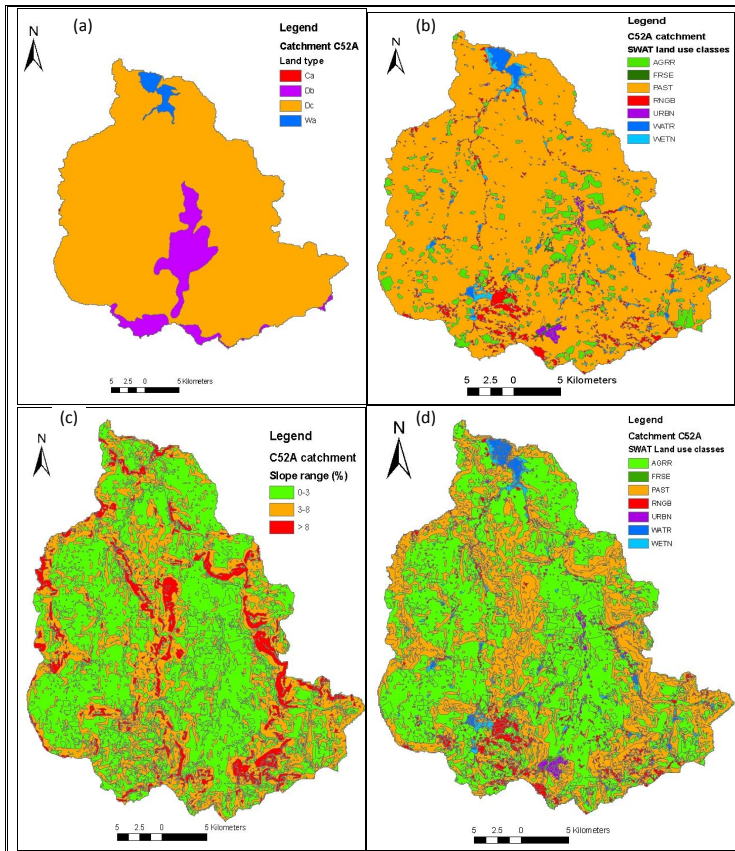 (a)
N
Legend
Catchment C52A
Land type
Ca
Db
Dc
Wa
5 2.5 0 5 Kilometers
(b)
N
Legend
C52A catchment
SWAT land use classes
AGRR
FRSE
PAST
RNGB
URBN
WATR
WETN
5 2.5 0 5 Kilometers
(c)
N
Legend
C52A catchment
Slope range (%)
0-3
3-8
> 8
5 2.5 0 5 Kilometers
(d)
N
Legend
Catchment C52A
SWAT Land use classes
AGRR
FRSE
PAST
RNGB
URBN
WATR
WETN
5 2.5 0 5 Kilometers